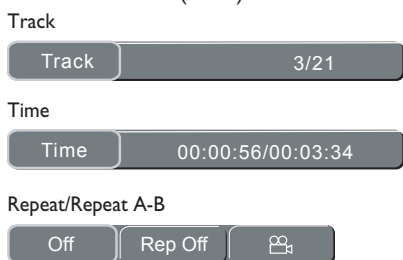 Track
Track 3/21
Time
Time 00:00:56/00:03:34
Repeat/Repeat A-B
Off Rep Off